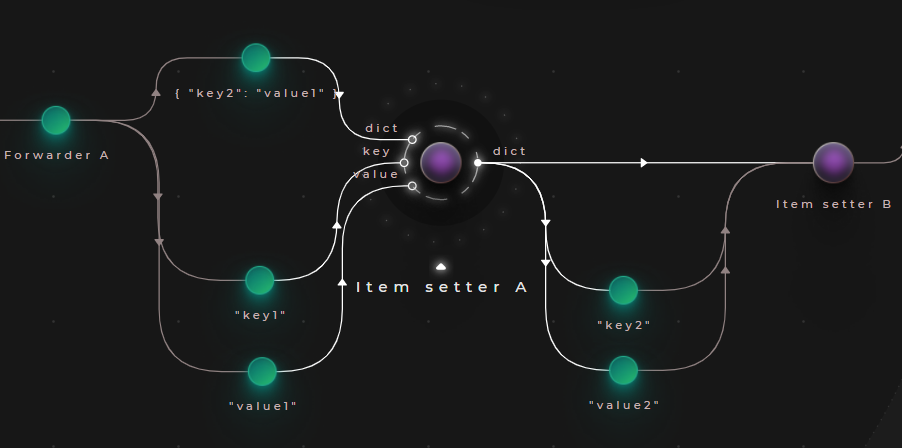 { "key2": "value1" }
dict
key
dict
Forwarder A
value
Item setter B
Item setter A
"key1"
"key2"
"value1"
"value2"